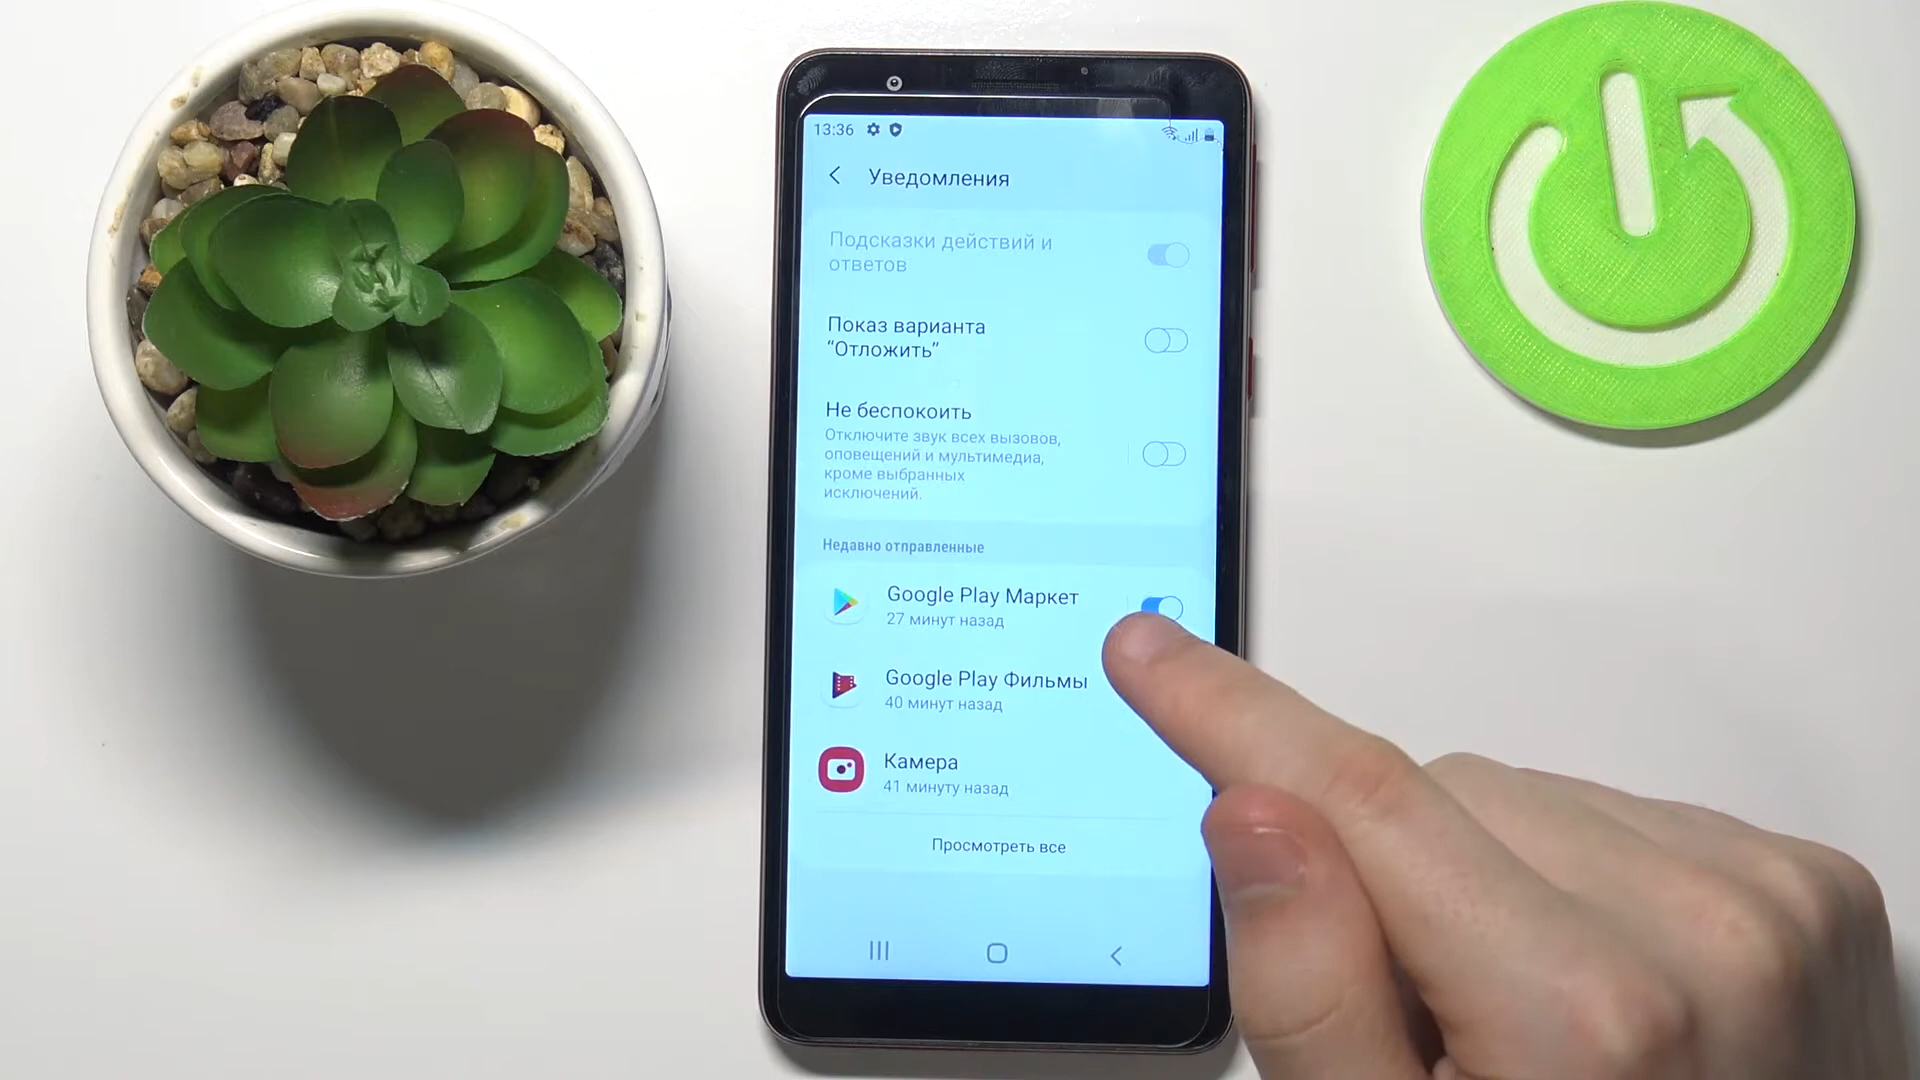 13:36
Уведомления
Подсказки действий и
ответов
Показ варианта
“Отложить”
Не беспокоить
Отключите звук всех вызовов,
оповещений и мультимедиа,
кроме выбранных
исключений.
Недавно отправленные
Google Play Маркет
27 минут назад
Google Play Фильмы
40 минут назад
Камера
41 минуту назад
Просмотреть все